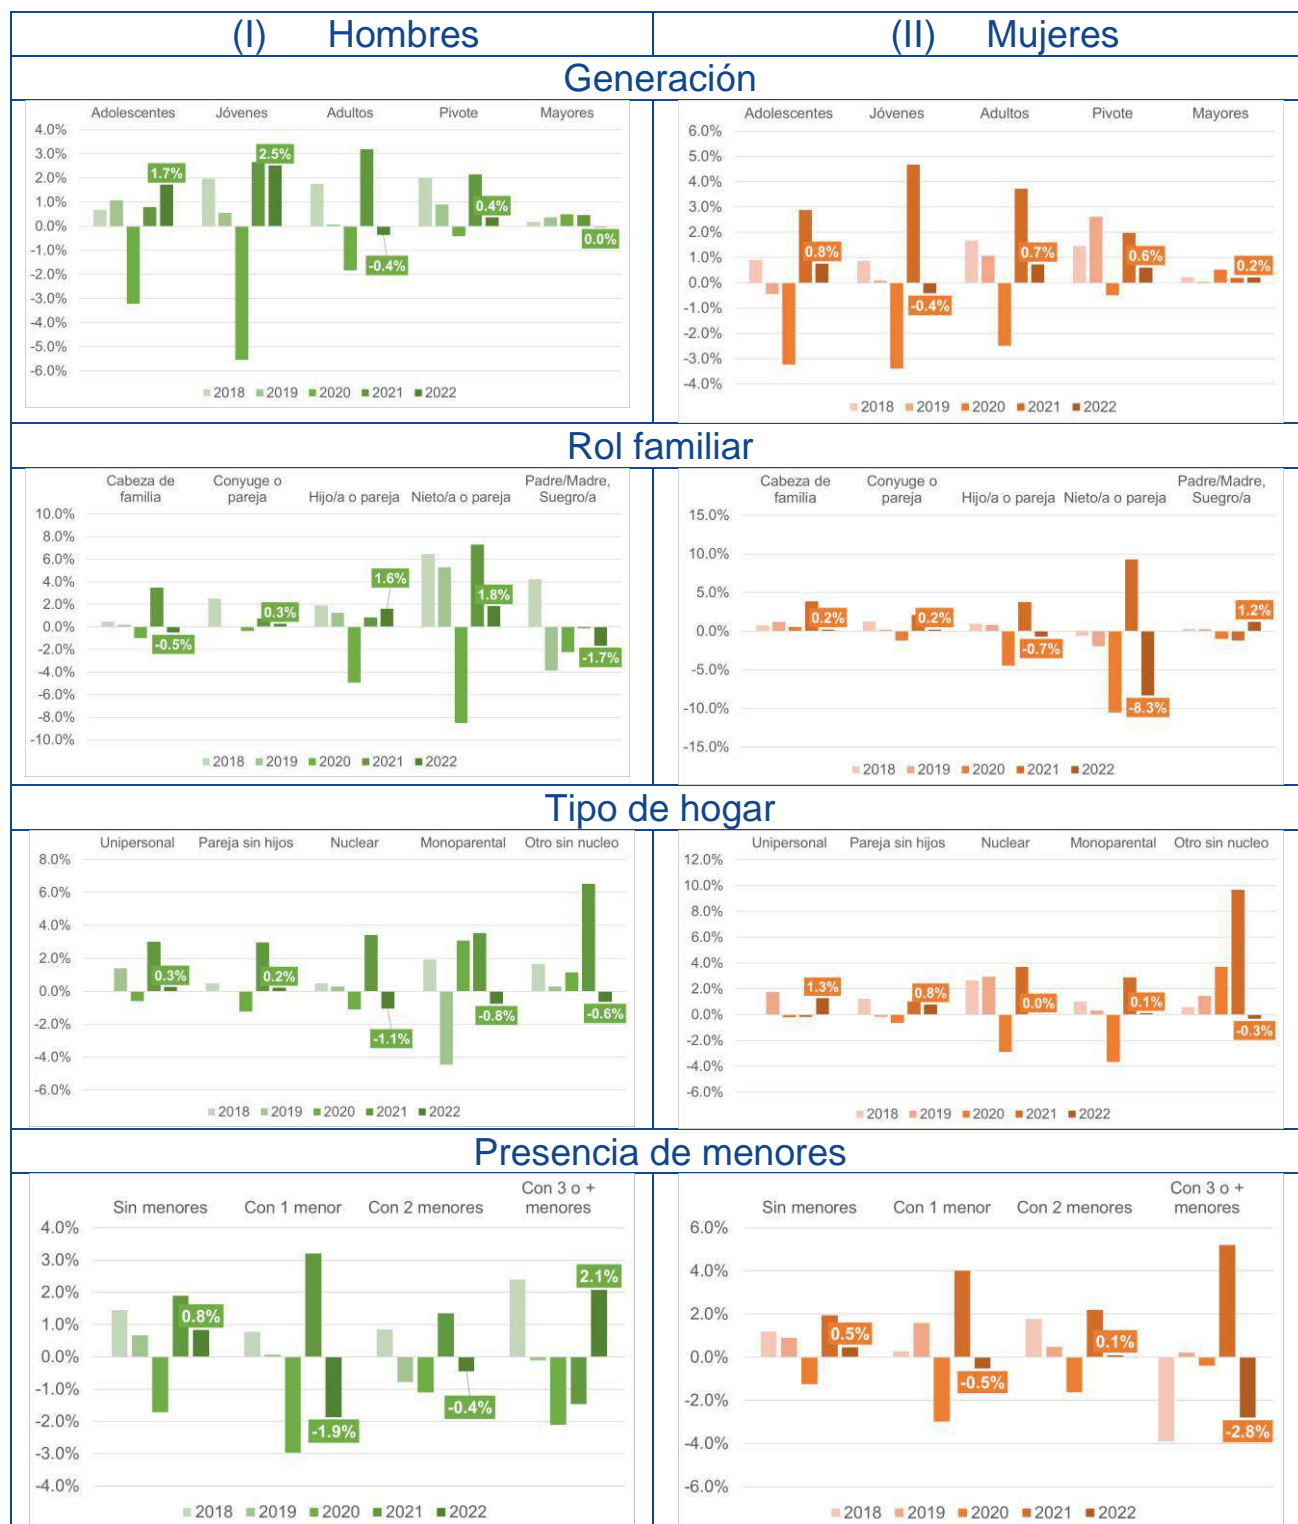 (I) Hombres
(II) Mujeres
Generación
Adolescentes Jóvenes Adultos Pivote Mayores
4.0%
3.0%
2.0%
1.0%
0.0%
-1.0%
-2.0%
-3.0%
-4.0%
-5.0%
-6.0%
1.7% 2.5% -0.4% 0.4% 0.0%
2018 2019 2020 2021 2022
Adolescentes Jóvenes Adultos Pivote Mayores
6.0%
5.0%
4.0%
3.0%
2.0%
1.0%
0.0%
-1.0%
-2.0%
-3.0%
-4.0%
0.8% -0.4% 0.7% 0.6% 0.2%
2018 2019 2020 2021 2022
Rol familiar
Cabeza de familia
Conyuge o pareja
Hijo/a o pareja
Nieto/a o pareja
Padre/Madre, Suegro/a
10.0%
8.0%
6.0%
4.0%
2.0%
0.0%
-2.0%
-4.0%
-6.0%
-8.0%
-10.0%
-0.5% 0.3% 1.6% 1.8% -1.7%
2018 2019 2020 2021 2022
Cabeza de familia
Conyuge o pareja
Hijo/a o pareja
Nieto/a o pareja
Padre/Madre, Suegro/a
15.0%
10.0%
5.0%
0.0%
-5.0%
-10.0%
-15.0%
0.2% 0.2% -0.7% -8.3% 1.2%
2018 2019 2020 2021 2022
Tipo de hogar
Unipersonal Pareja sin hijos Nuclear Monoparental Otro sin nucleo
8.0%
6.0%
4.0%
2.0%
0.0%
-2.0%
-4.0%
-6.0%
0.3% 0.2% -1.1% -0.8% -0.6%
2018 2019 2020 2021 2022
Unipersonal Pareja sin hijos Nuclear Monoparental Otro sin nucleo
12.0%
10.0%
8.0%
6.0%
4.0%
2.0%
0.0%
-2.0%
-4.0%
-6.0%
1.3% 0.8% 0.0% 0.1% -0.3%
2018 2019 2020 2021 2022
Presencia de menores
Sin menores Con 1 menor Con 2 menores Con 3 o + menores
4.0%
3.0%
2.0%
1.0%
0.0%
-1.0%
-2.0%
-3.0%
-4.0%
0.8% -1.9% -0.4% 2.1%
2018 2019 2020 2021 2022
Sin menores Con 1 menor Con 2 menores Con 3 o + menores
6.0%
4.0%
2.0%
0.0%
-2.0%
-4.0%
-6.0%
0.5% -0.5% 0.1% -2.8%
2018 2019 2020 2021 2022